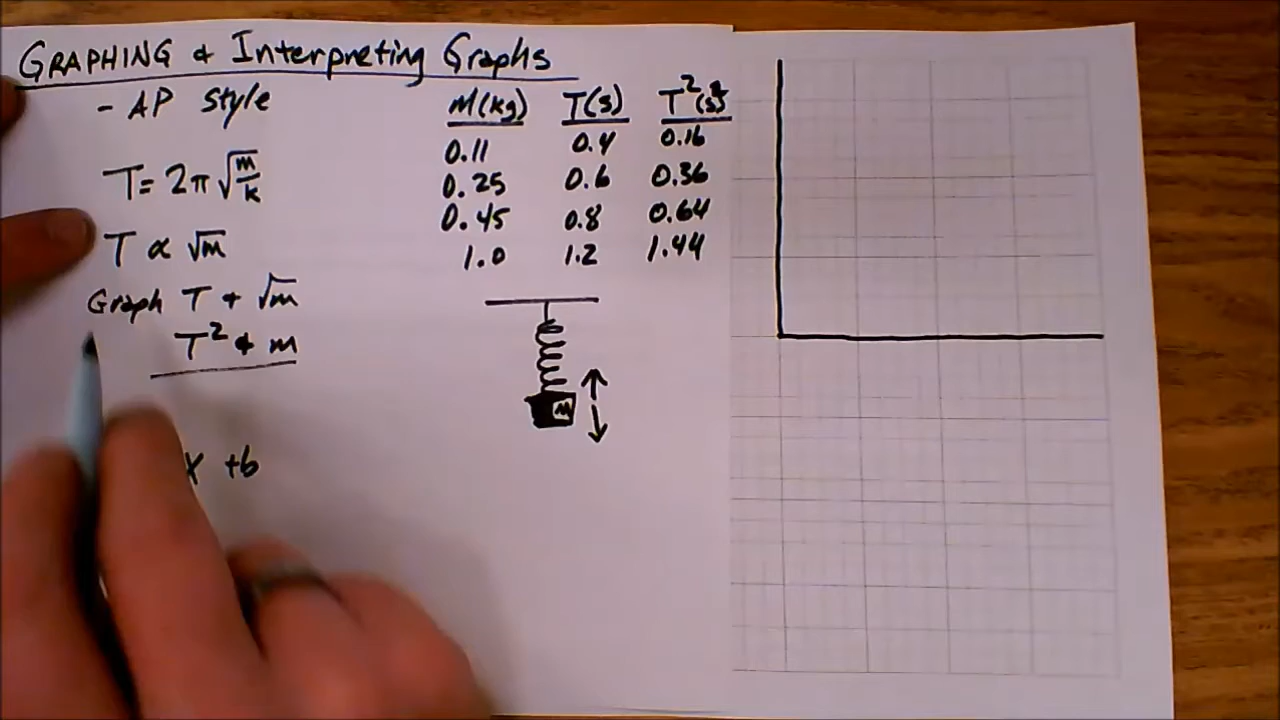 GRAPHING & Interpreting Graphs
- AP Style
T = 2π √m/k
T ∝ √m
Graph T & √m
T² & m
x + b
M(kg) T(s) T²(s²)
0.11 0.4 0.16
0.25 0.6 0.36
0.45 0.8 0.64
1.0 1.2 1.44
M